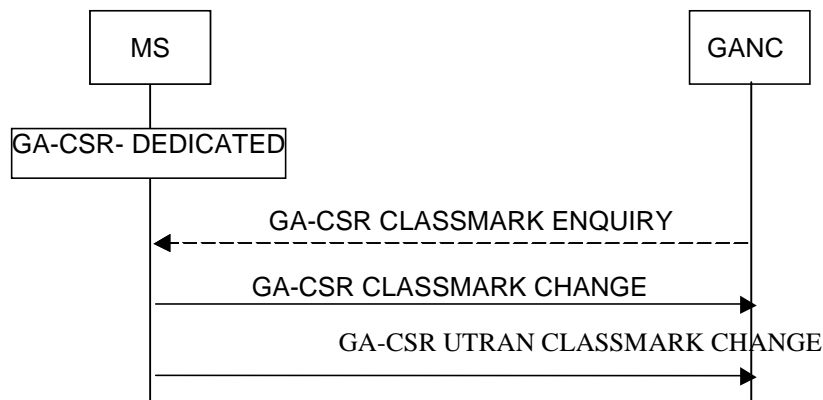 MS
GANC
GA-CSR- DEDICATED
GA-CSR CLASSMARK ENQUIRY
GA-CSR CLASSMARK CHANGE
GA-CSR UTRAN CLASSMARK CHANGE